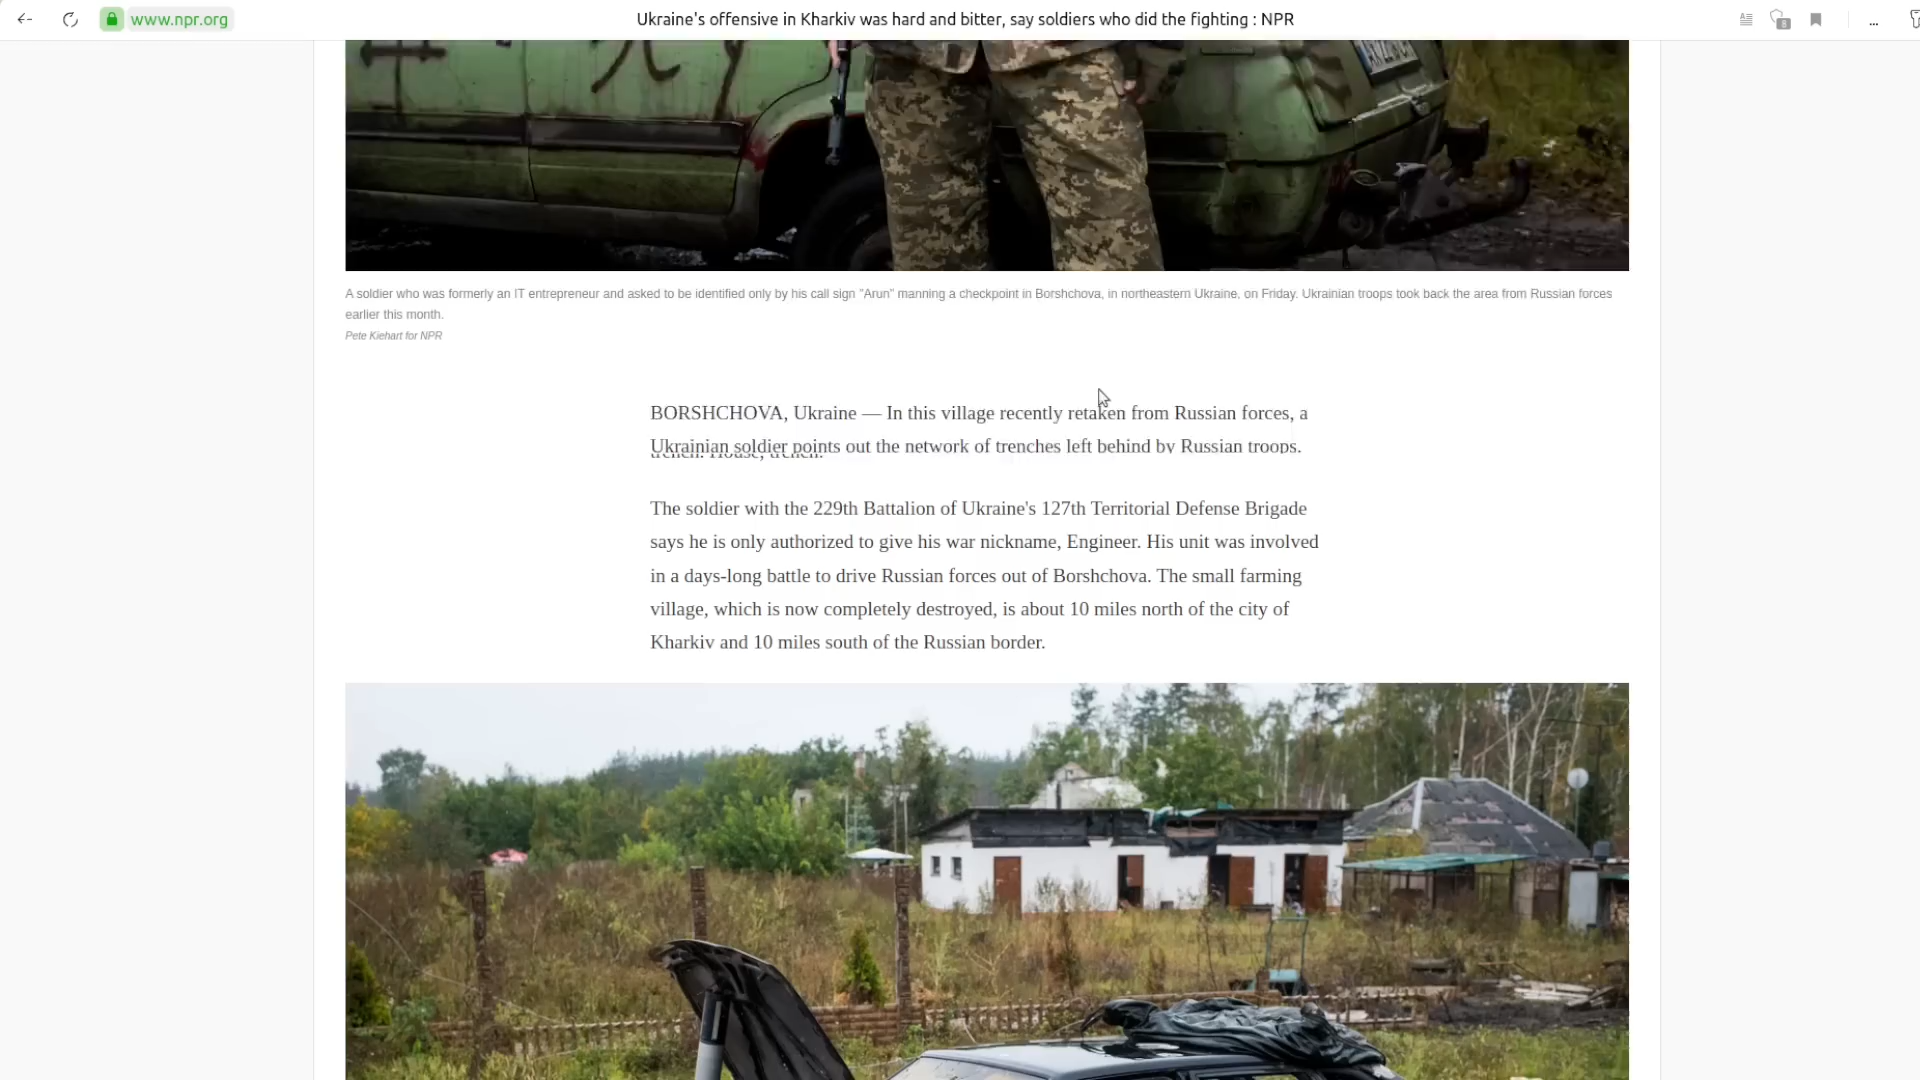 www.npr.org
Ukraine's offensive in Kharkiv was hard and bitter, say soldiers who did the fighting : NPR
8
A soldier who was formerly an IT entrepreneur and asked to be identified only by his call sign "Arun" manning a checkpoint in Borshchova, in northeastern Ukraine, on Friday. Ukrainian troops took back the area from Russian forces
earlier this month.
Pete Kiehart for NPR
BORSHCHOVA, Ukraine — In this village recently retaken from Russian forces, a
Ukrainian soldier points out the network of trenches left behind by Russian troops.
trench. House, trench.
The soldier with the 229th Battalion of Ukraine's 127th Territorial Defense Brigade
says he is only authorized to give his war nickname, Engineer. His unit was involved
in a days-long battle to drive Russian forces out of Borshchova. The small farming
village, which is now completely destroyed, is about 10 miles north of the city of
Kharkiv and 10 miles south of the Russian border.